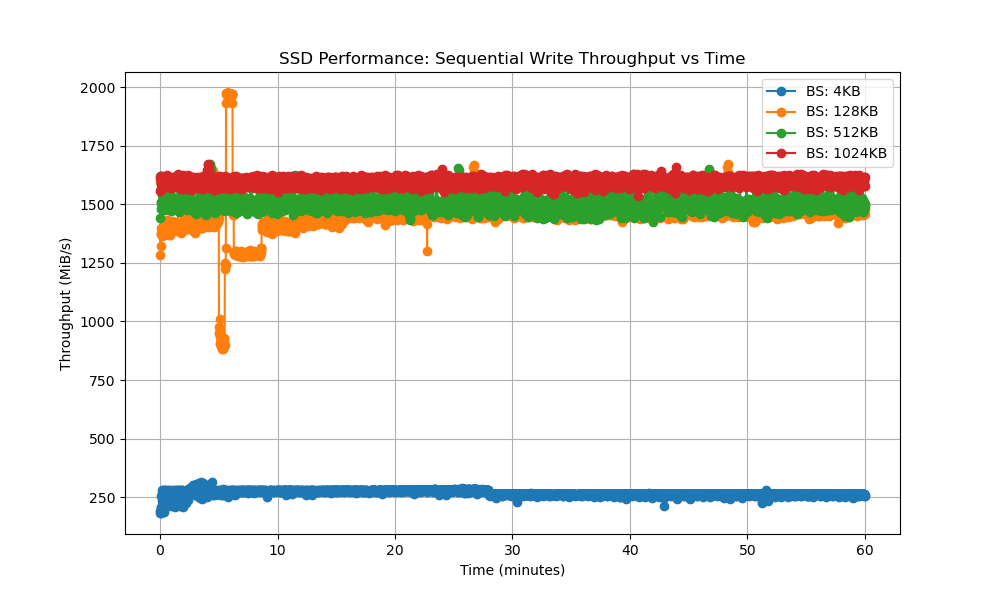 SSD Performance: Sequential Write Throughput vs Time
BS: 4KB
BS: 128KB
BS: 512KB
BS: 1024KB
Throughput (MiB/s)
2000
1750
1500
1250
1000
750
500
250
0 10 20 30 40 50 60
Time (minutes)